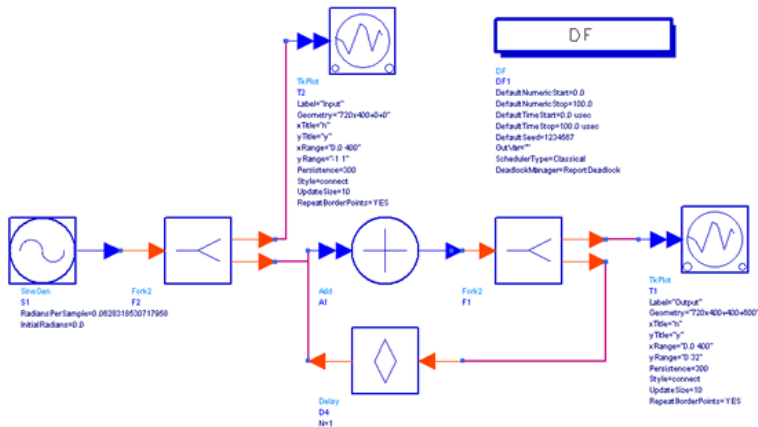 DF
TkPlot
T2
Label="Input"
Geometry="720x400+0+0"
xTitle="n"
yTitle="y"
xRange="0.0 400"
yRange="-1 1"
Persistence=300
Style=connect
UpdateSize=10
RepeatBorderPoints=YES
DF
DF1
DefaultNumericStart=0.0
DefaultNumericStop=100.0
DefaultTimeStart=0.0 usec
DefaultTimeStop=100.0 usec
DefaultSeed=1234567
OutVar=""
SchedulerType=Classical
DeadlockManager=ReportDeadlock
SineGen
S1
RadiansPerSample=0.0628318530717958
InitialRadians=0.0
Fork2
F2
Add
A1
Fork2
F1
TkPlot
T1
Label="Output"
Geometry="720x400+400+600"
xTitle="n"
yTitle="y"
xRange="0.0 400"
yRange="0 32"
Persistence=300
Style=connect
UpdateSize=10
RepeatBorderPoints=YES
Delay
D4
N=1